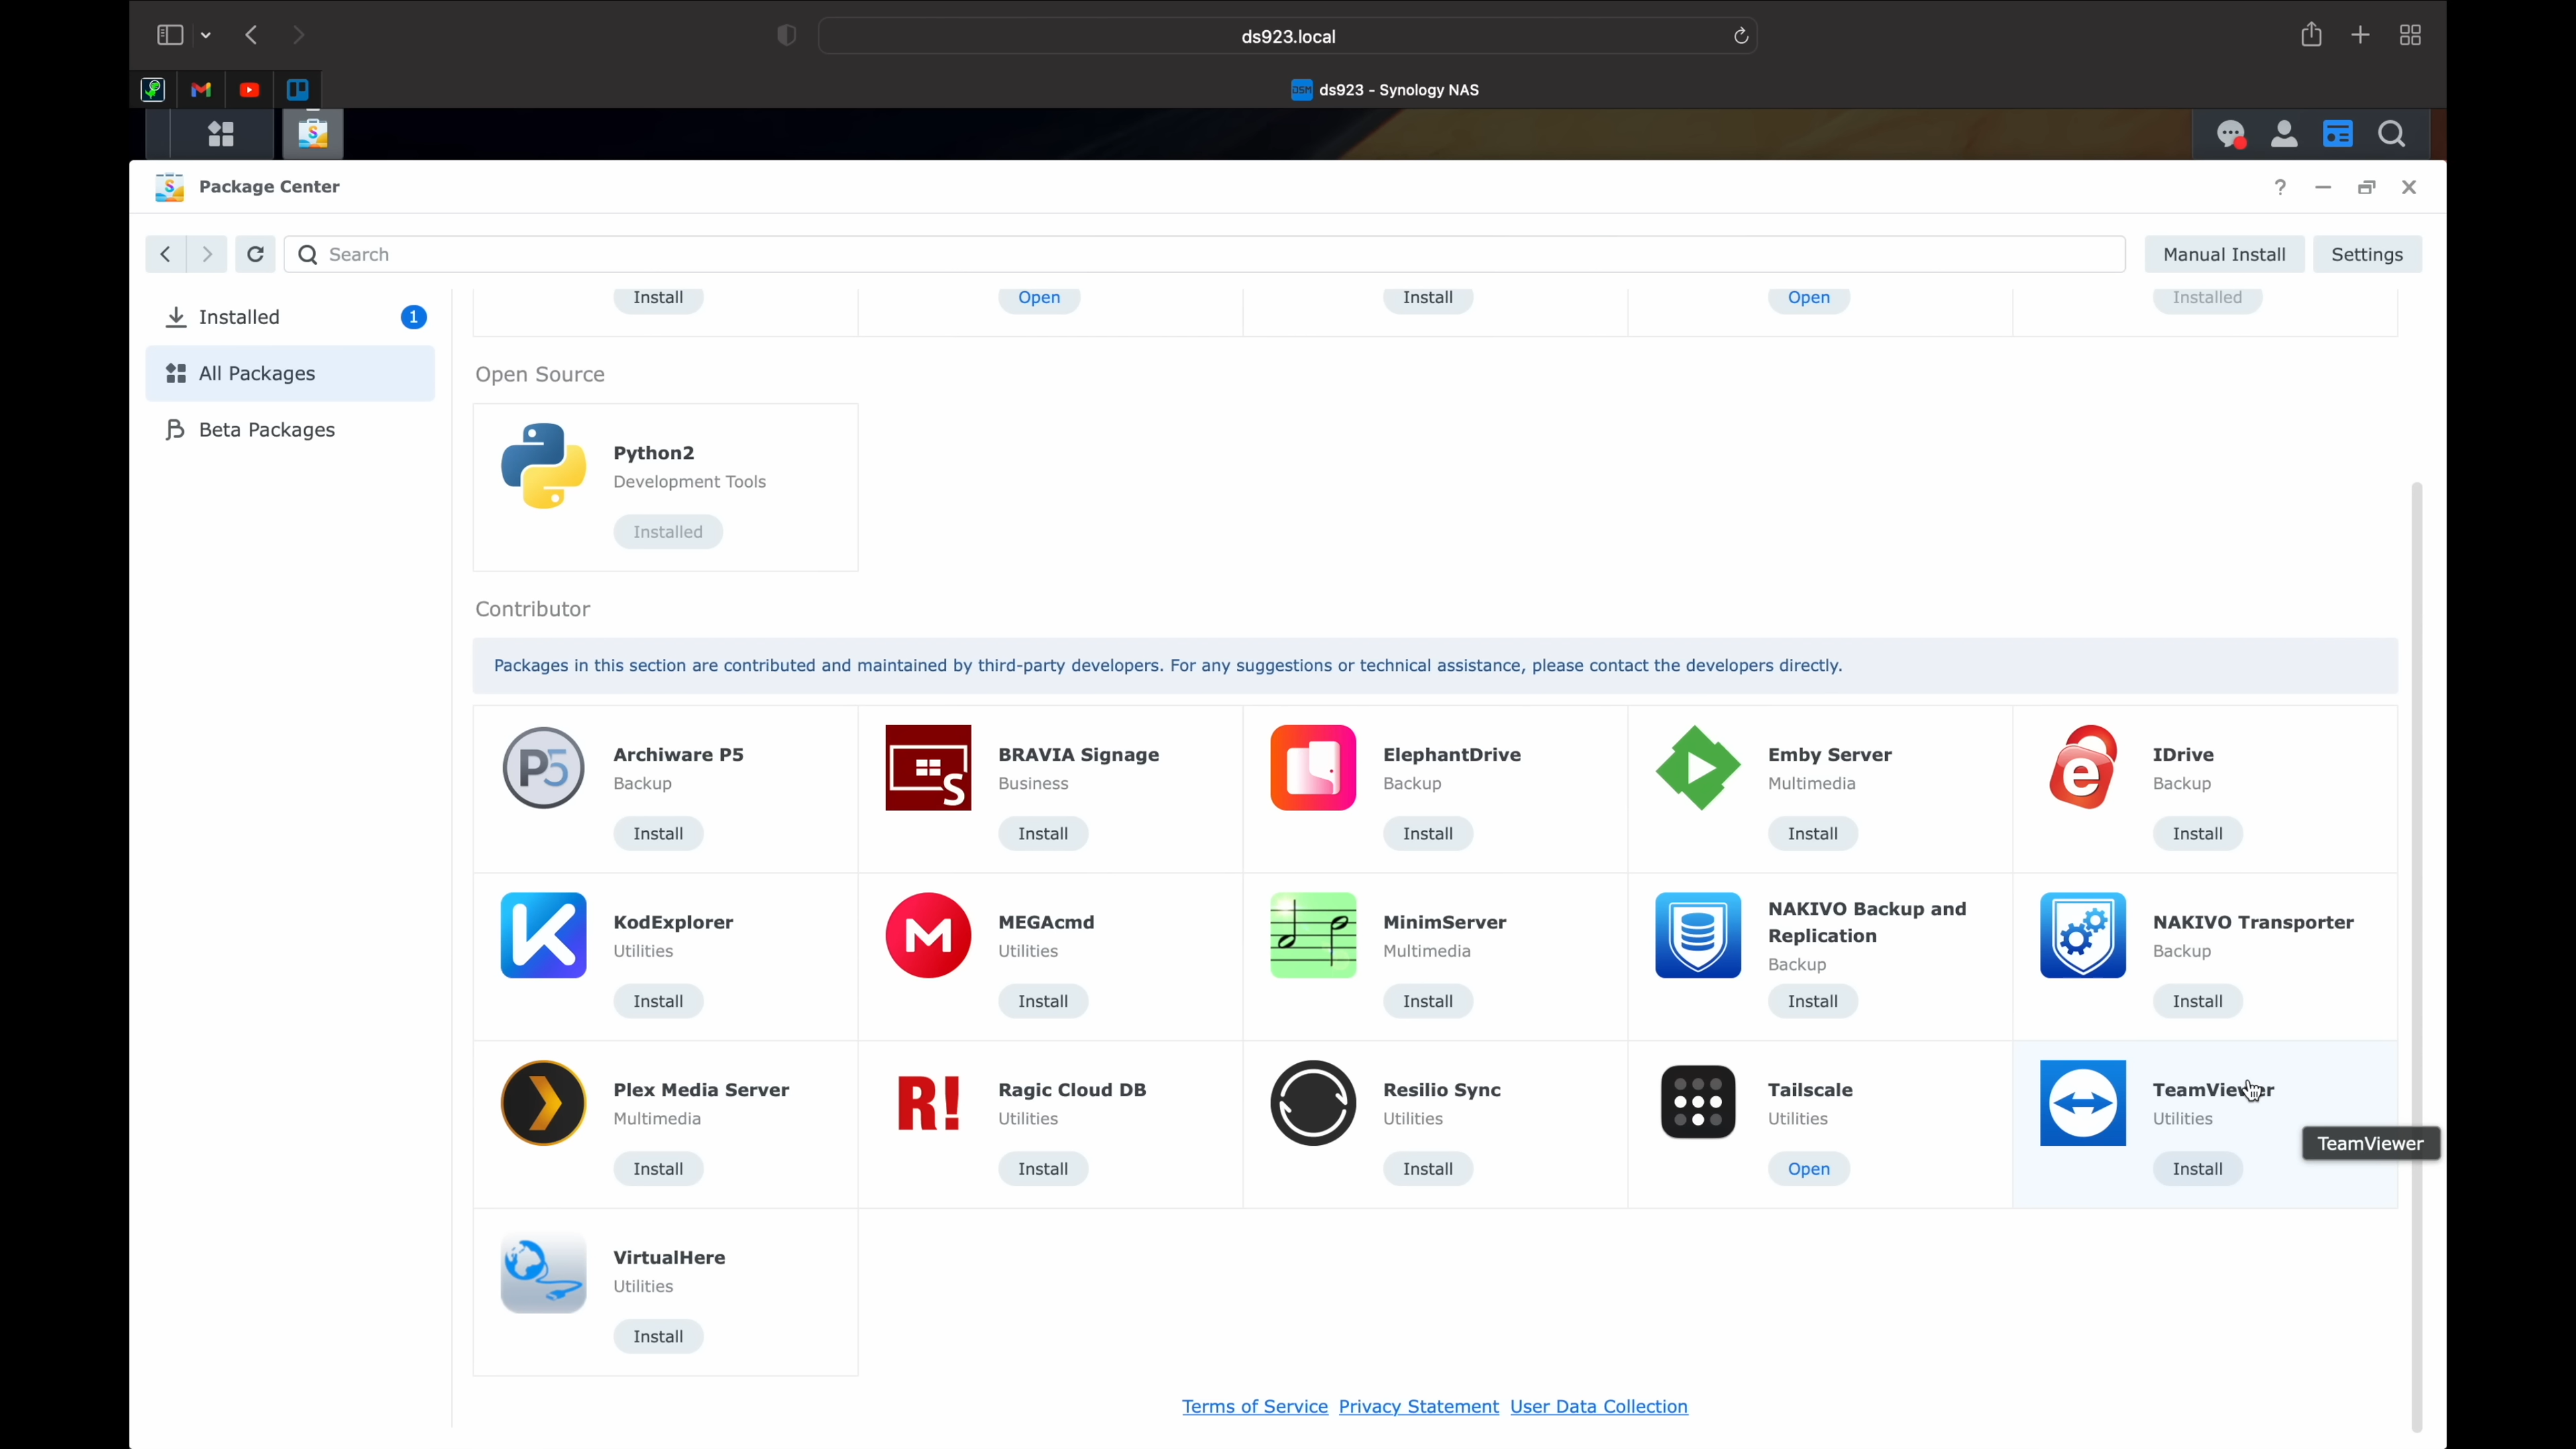 ds923.local
DSM ds923 - Synology NAS
Package Center
Search
Manual Install
Settings
Installed 1
All Packages
Beta Packages
Install
Open
Install
Open
Installed
Open Source
Python2
Development Tools
Installed
Contributor
Packages in this section are contributed and maintained by third-party developers. For any suggestions or technical assistance, please contact the developers directly.
P5
Archiware P5
Backup
Install
S
BRAVIA Signage
Business
Install
ElephantDrive
Backup
Install
Emby Server
Multimedia
Install
e
IDrive
Backup
Install
K
KodExplorer
Utilities
Install
M
MEGAcmd
Utilities
Install
MinimServer
Multimedia
Install
NAKIVO Backup and
Replication
Backup
Install
NAKIVO Transporter
Backup
Install
Plex Media Server
Multimedia
Install
R!
Ragic Cloud DB
Utilities
Install
Resilio Sync
Utilities
Install
Tailscale
Utilities
Open
TeamViewer
Utilities
Install
TeamViewer
VirtualHere
Utilities
Install
Terms of Service Privacy Statement User Data Collection